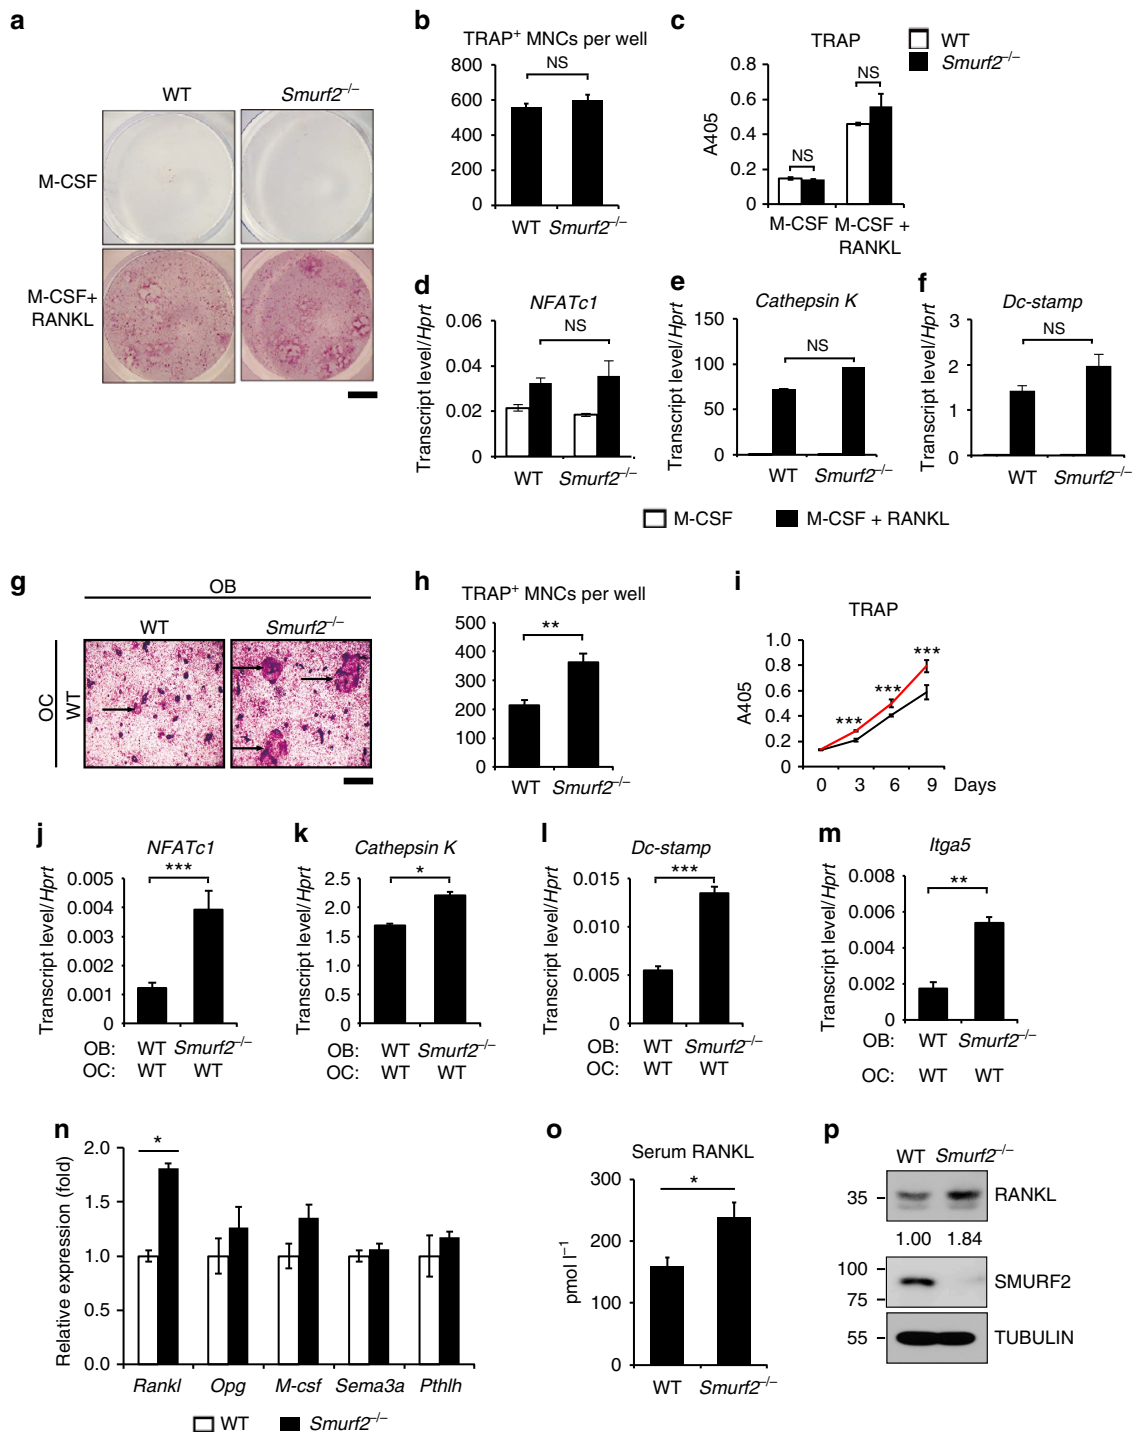 a
WT
Smurf2–/–
M-CSF
M-CSF+
RANKL
b
TRAP+ MNCs per well
NS
800
600
400
200
0
WT Smurf2–/–
c
TRAP
WT
Smurf2–/–
A405
0.8
0.6
0.4
0.2
0
NS
NS
M-CSF
M-CSF +
RANKL
d
NFATc1
Transcript level/Hprt
0.06
0.04
0.02
0
NS
WT
Smurf2–/–
e
Cathepsin K
Transcript level/Hprt
150
100
50
0
NS
WT
Smurf2–/–
f
Dc-stamp
Transcript level/Hprt
3
2
1
0
NS
WT
Smurf2–/–
M-CSF
M-CSF + RANKL
g
OB
WT
Smurf2–/–
OC
WT
h
TRAP+ MNCs per well
500
400
300
200
100
0
**
WT Smurf2–/–
i
TRAP
A405
1.0
0.8
0.6
0.4
0.2
***
***
***
0 3 6 9 Days
j
NFATc1
Transcript level/Hprt
0.005
0.004
0.003
0.002
0.001
0
***
OB: WT Smurf2–/–
OC: WT WT
k
Cathepsin K
Transcript level/Hprt
2.5
2.0
1.5
1.0
0.5
0
*
OB: WT Smurf2–/–
OC: WT WT
l
Dc-stamp
Transcript level/Hprt
0.015
0.010
0.005
0
***
OB: WT Smurf2–/–
OC: WT WT
m
Itga5
Transcript level/Hprt
0.008
0.006
0.004
0.002
0
**
OB: WT Smurf2–/–
OC: WT WT
n
Relative expression (fold)
2.0
1.5
1.0
0.5
0.0
*
Rankl Opg M-csf Sema3a Pthlh
WT
Smurf2–/–
o
Serum RANKL
pmol l–1
300
200
100
0
*
WT Smurf2–/–
p
WT Smurf2–/–
35
RANKL
1.00 1.84
100
75
SMURF2
55
TUBULIN